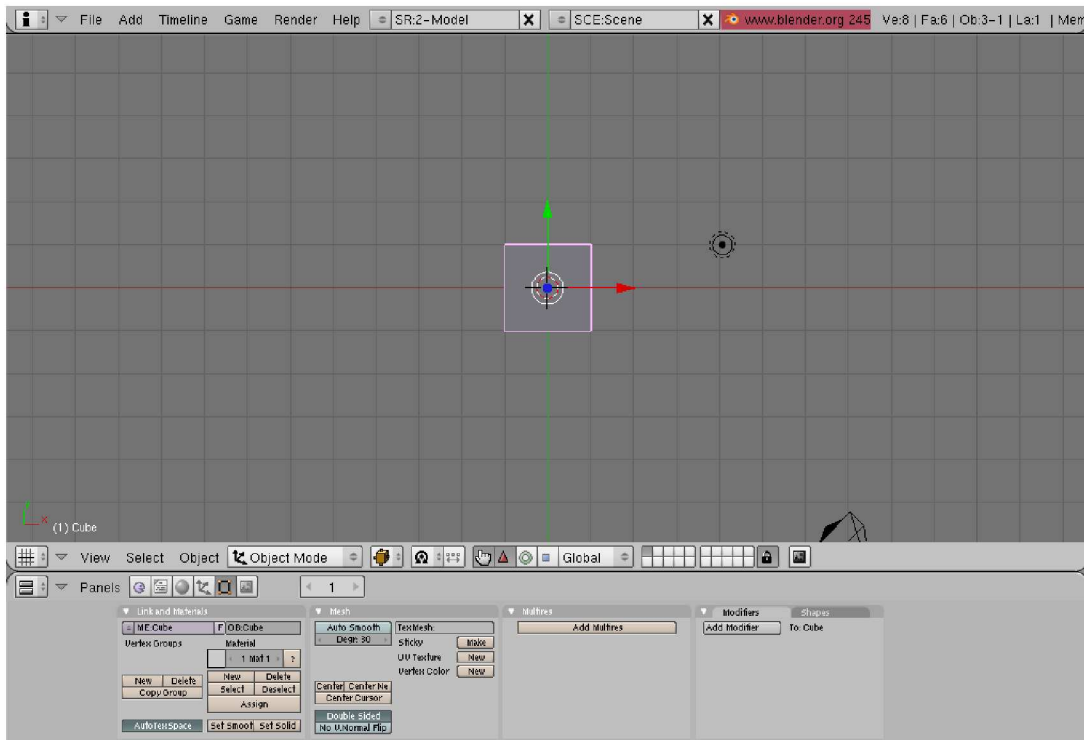 File Add Timeline Game Render Help SR:2-Model X SCE:Scene X www.blender.org 245 Ve:8 | Fa:6 | Ob:3-1 | La:1 | Mem
x
(1) Cube
View Select Object Object Mode Global
Panels 1
Link and Materials
ME:Cube F OB:Cube
Vertex Groups Material
1 Mat 1 ?
New Delete New Delete
Copy Group Select Deselect
Assign
AutoTexSpace Set Smoot Set Solid
Mesh
Auto Smooth TexMesh:
Degr: 30 Sticky Make
UV Texture New
Vertex Color New
Center Center Ne
Center Cursor
Double Sided
No V.Normal Flip
Multires
Add Multires
Modifiers Shapes
Add Modifier To: Cube